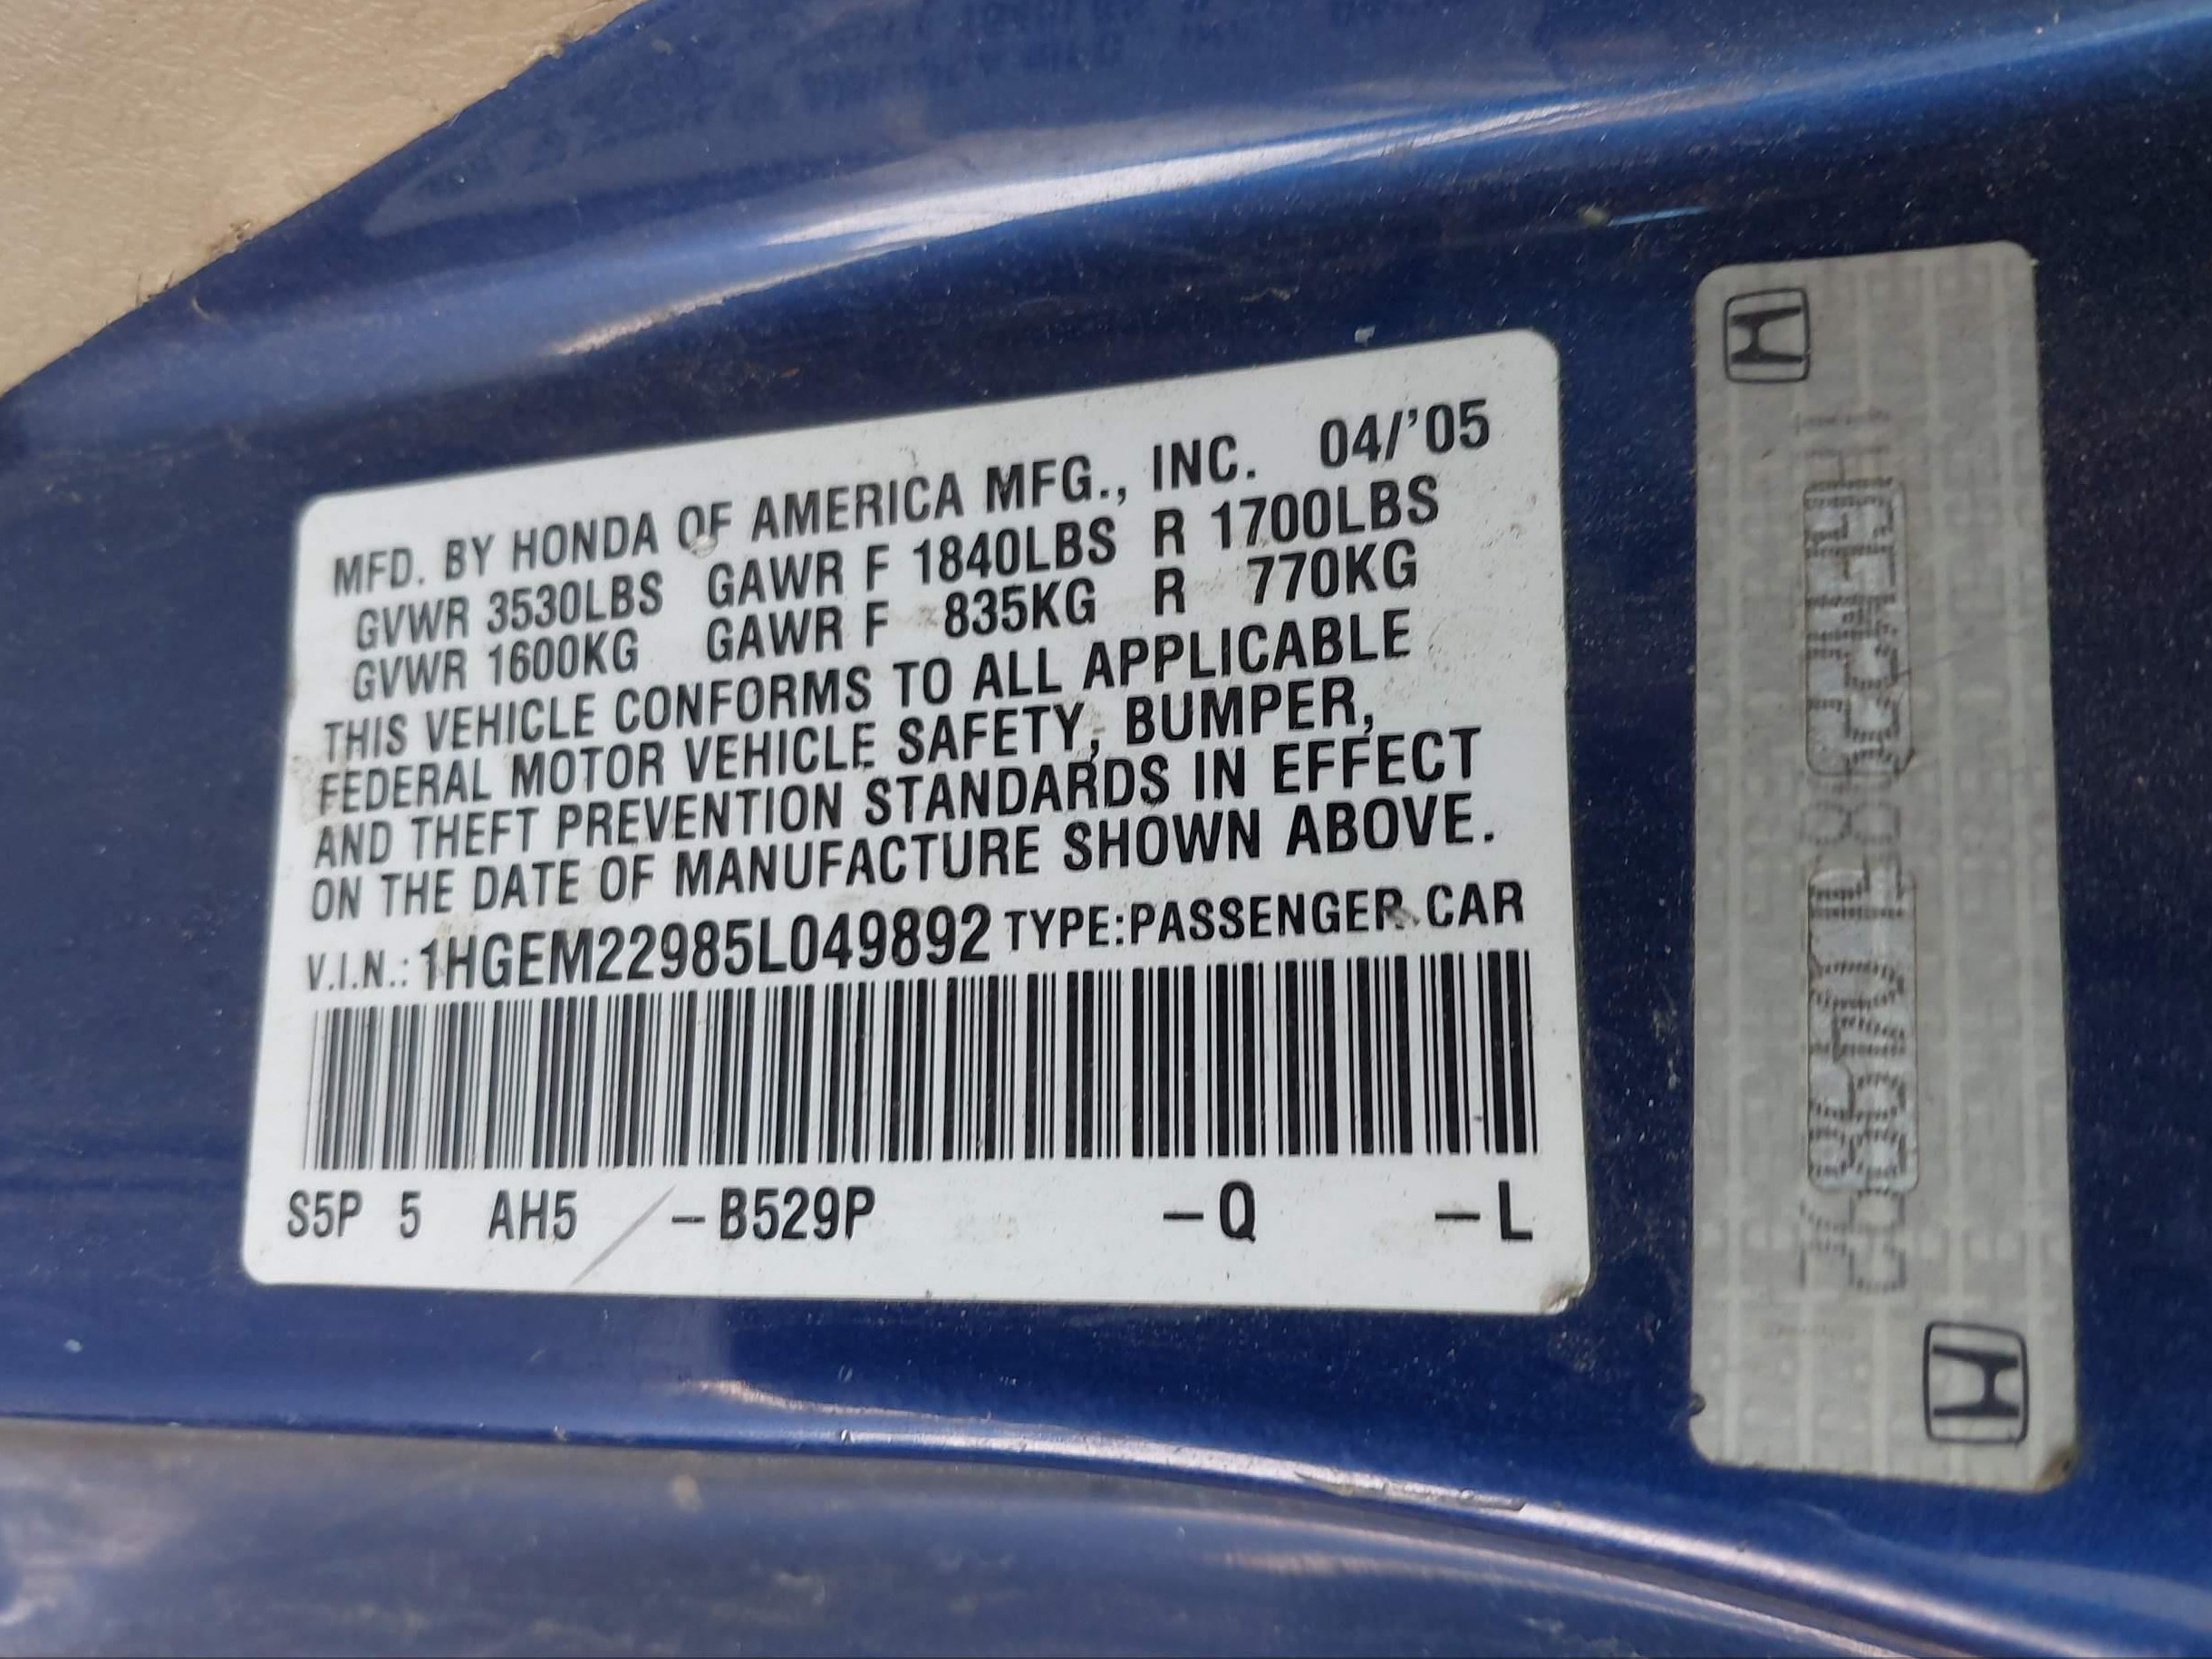 MFD. BY HONDA OF AMERICA MFG., INC. 04/'05
GVWR 3530LBS GAWR F 1840LBS R 1700LBS
GVWR 1600KG GAWR F 835KG R 770KG
THIS VEHICLE CONFORMS TO ALL APPLICABLE
FEDERAL MOTOR VEHICLE SAFETY, BUMPER,
AND THEFT PREVENTION STANDARDS IN EFFECT
ON THE DATE OF MANUFACTURE SHOWN ABOVE.
V.I.N.: 1HGEM22985L049892 TYPE:PASSENGER CAR
S5P 5 AH5 -B529P -Q -L
1HGEM22985L049892